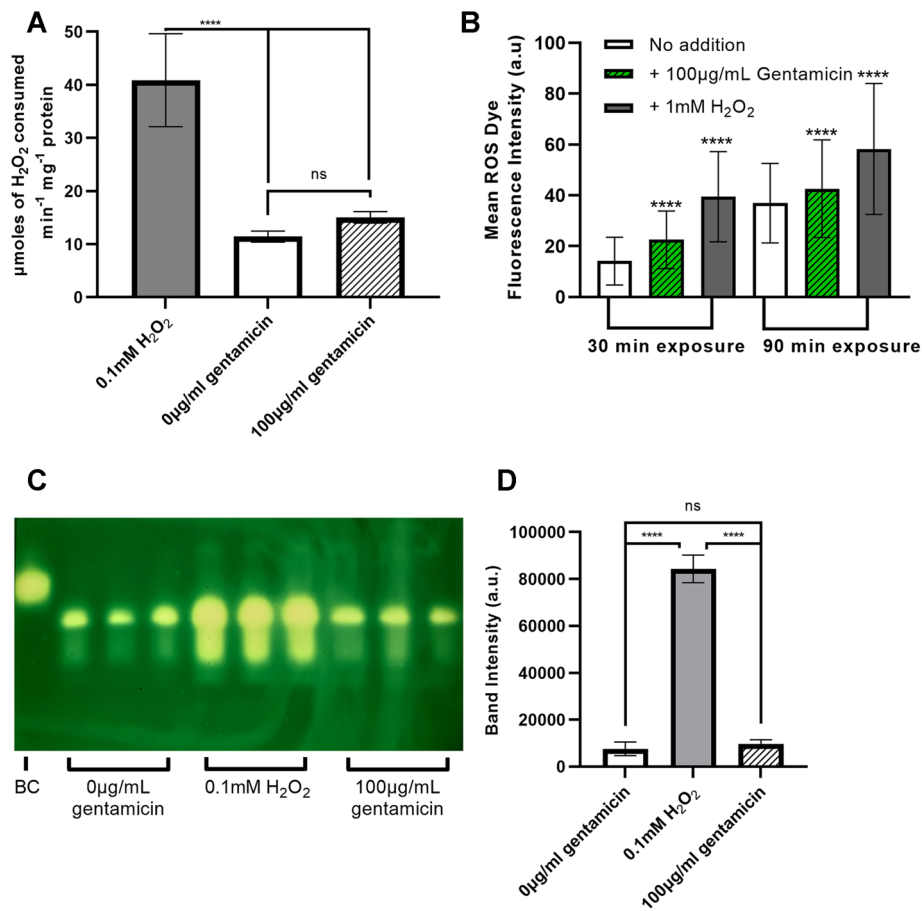 A
μmoles of H₂O₂ consumed
min⁻¹ mg⁻¹ protein
50
40
30
20
10
0
****
ns
0.1mM H₂O₂
0μg/ml gentamicin
100μg/ml gentamicin
B
Mean ROS Dye
Fluorescence Intensity (a.u)
100
80
60
40
20
0
No addition
+ 100μg/mL Gentamicin
+ 1mM H₂O₂
****
****
****
****
30 min exposure
90 min exposure
C
BC
0μg/mL
gentamicin
0.1mM H₂O₂
100μg/mL
gentamicin
D
Band Intensity (a.u.)
100000
80000
60000
40000
20000
0
ns
****
****
0μg/ml gentamicin
0.1mM H₂O₂
100μg/ml gentamicin